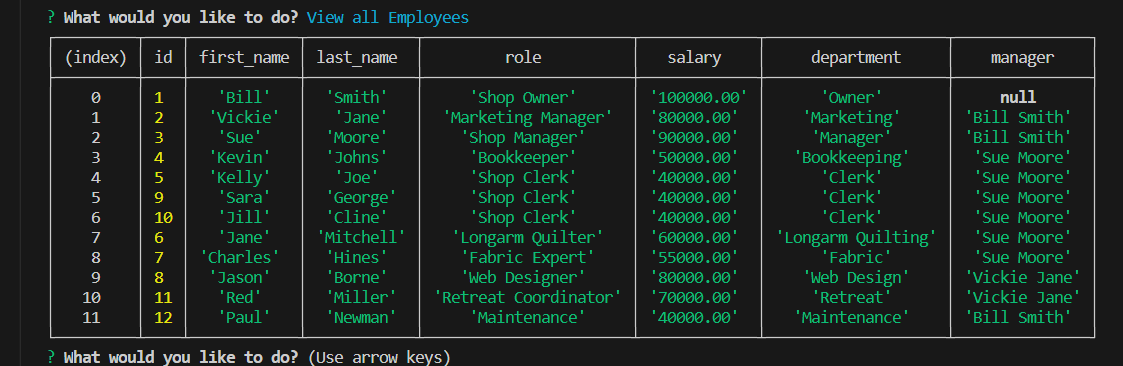 ? What would you like to do? View all Employees
(index) id first_name last_name role salary department manager
0 1 'Bill' 'Smith' 'Shop Owner' '100000.00' 'Owner' null
1 2 'Vickie' 'Jane' 'Marketing Manager' '80000.00' 'Marketing' 'Bill Smith'
2 3 'Sue' 'Moore' 'Shop Manager' '90000.00' 'Manager' 'Bill Smith'
3 4 'Kevin' 'Johns' 'Bookkeeper' '50000.00' 'Bookkeeping' 'Sue Moore'
4 5 'Kelly' 'Joe' 'Shop Clerk' '40000.00' 'Clerk' 'Sue Moore'
5 9 'Sara' 'George' 'Shop Clerk' '40000.00' 'Clerk' 'Sue Moore'
6 10 'Jill' 'Cline' 'Shop Clerk' '40000.00' 'Clerk' 'Sue Moore'
7 6 'Jane' 'Mitchell' 'Longarm Quilter' '60000.00' 'Longarm Quilting' 'Sue Moore'
8 7 'Charles' 'Hines' 'Fabric Expert' '55000.00' 'Fabric' 'Sue Moore'
9 8 'Jason' 'Borne' 'Web Designer' '80000.00' 'Web Design' 'Vickie Jane'
10 11 'Red' 'Miller' 'Retreat Coordinator' '70000.00' 'Retreat' 'Vickie Jane'
11 12 'Paul' 'Newman' 'Maintenance' '40000.00' 'Maintenance' 'Bill Smith'
? What would you like to do? (Use arrow keys)